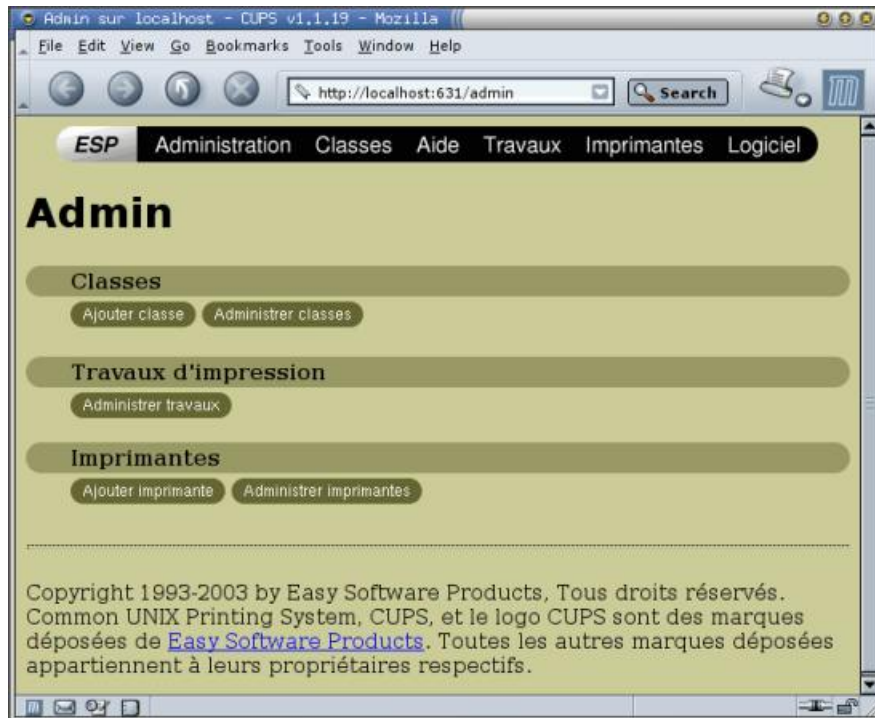 Admin sur localhost - CUPS v1.1.19 - Mozilla
File Edit View Go Bookmarks Tools Window Help
http://localhost:631/admin Search
ESP Administration Classes Aide Travaux Imprimantes Logiciel
Admin
Classes
Ajouter classe Administrer classes
Travaux d'impression
Administrer travaux
Imprimantes
Ajouter imprimante Administrer imprimantes
Copyright 1993-2003 by Easy Software Products, Tous droits réservés.
Common UNIX Printing System, CUPS, et le logo CUPS sont des marques
déposées de Easy Software Products. Toutes les autres marques déposées
appartiennent à leurs propriétaires respectifs.